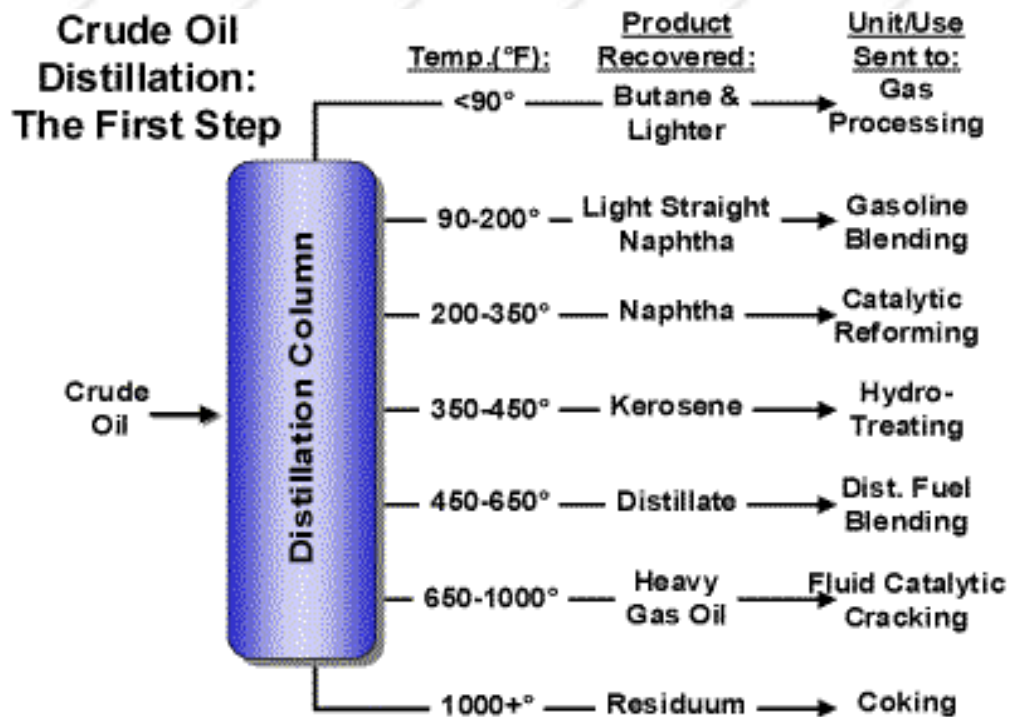 Crude Oil
Distillation:
The First Step
Temp.(°F):
Product
Recovered:
Unit/Use
Sent to:
<90°
Butane &
Lighter
Gas
Processing
90-200°
Light Straight
Naphtha
Gasoline
Blending
200-350°
Naphtha
Catalytic
Reforming
Crude
Oil
Distillation Column
350-450°
Kerosene
Hydro-
Treating
450-650°
Distillate
Dist. Fuel
Blending
650-1000°
Heavy
Gas Oil
Fluid Catalytic
Cracking
1000+°
Residuum
Coking